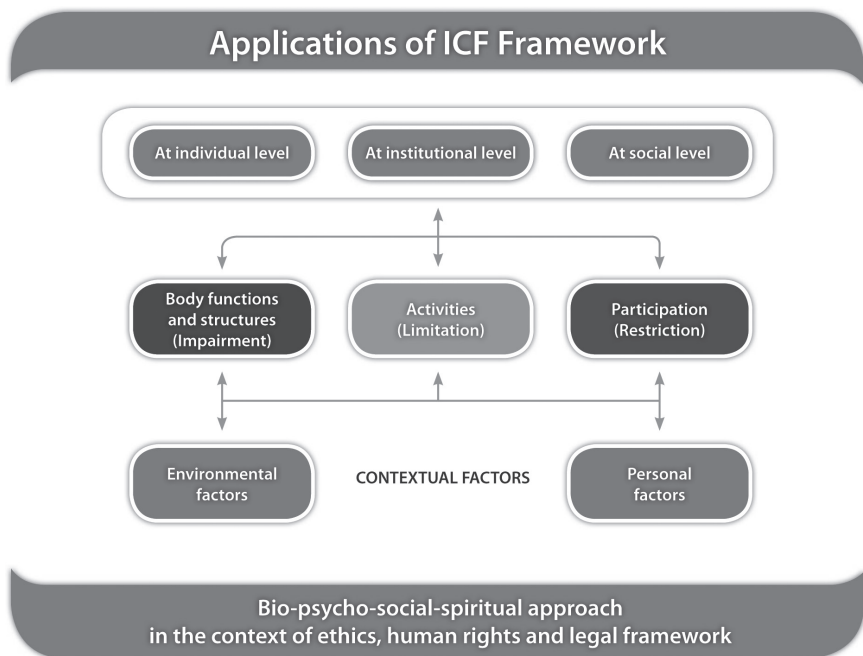 Applications of ICF Framework
At individual level
At institutional level
At social level
Body functions
and structures
(Impairment)
Activities
(Limitation)
Participation
(Restriction)
Environmental
factors
CONTEXTUAL FACTORS
Personal
factors
Bio-psycho-social-spiritual approach
in the context of ethics, human rights and legal framework